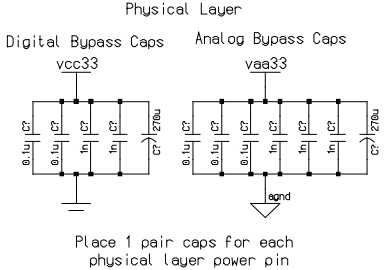 Physical Layer
Digital Bypass Caps
Analog Bypass Caps
vcc33
vaa33
C?
0.1u
C?
0.1u
C?
1n
C?
1n
270u
C?
C?
0.1u
C?
0.1u
C?
0.1u
C?
1n
C?
1n
C?
1n
270u
C?
agnd
Place 1 pair caps for each
physical layer power pin